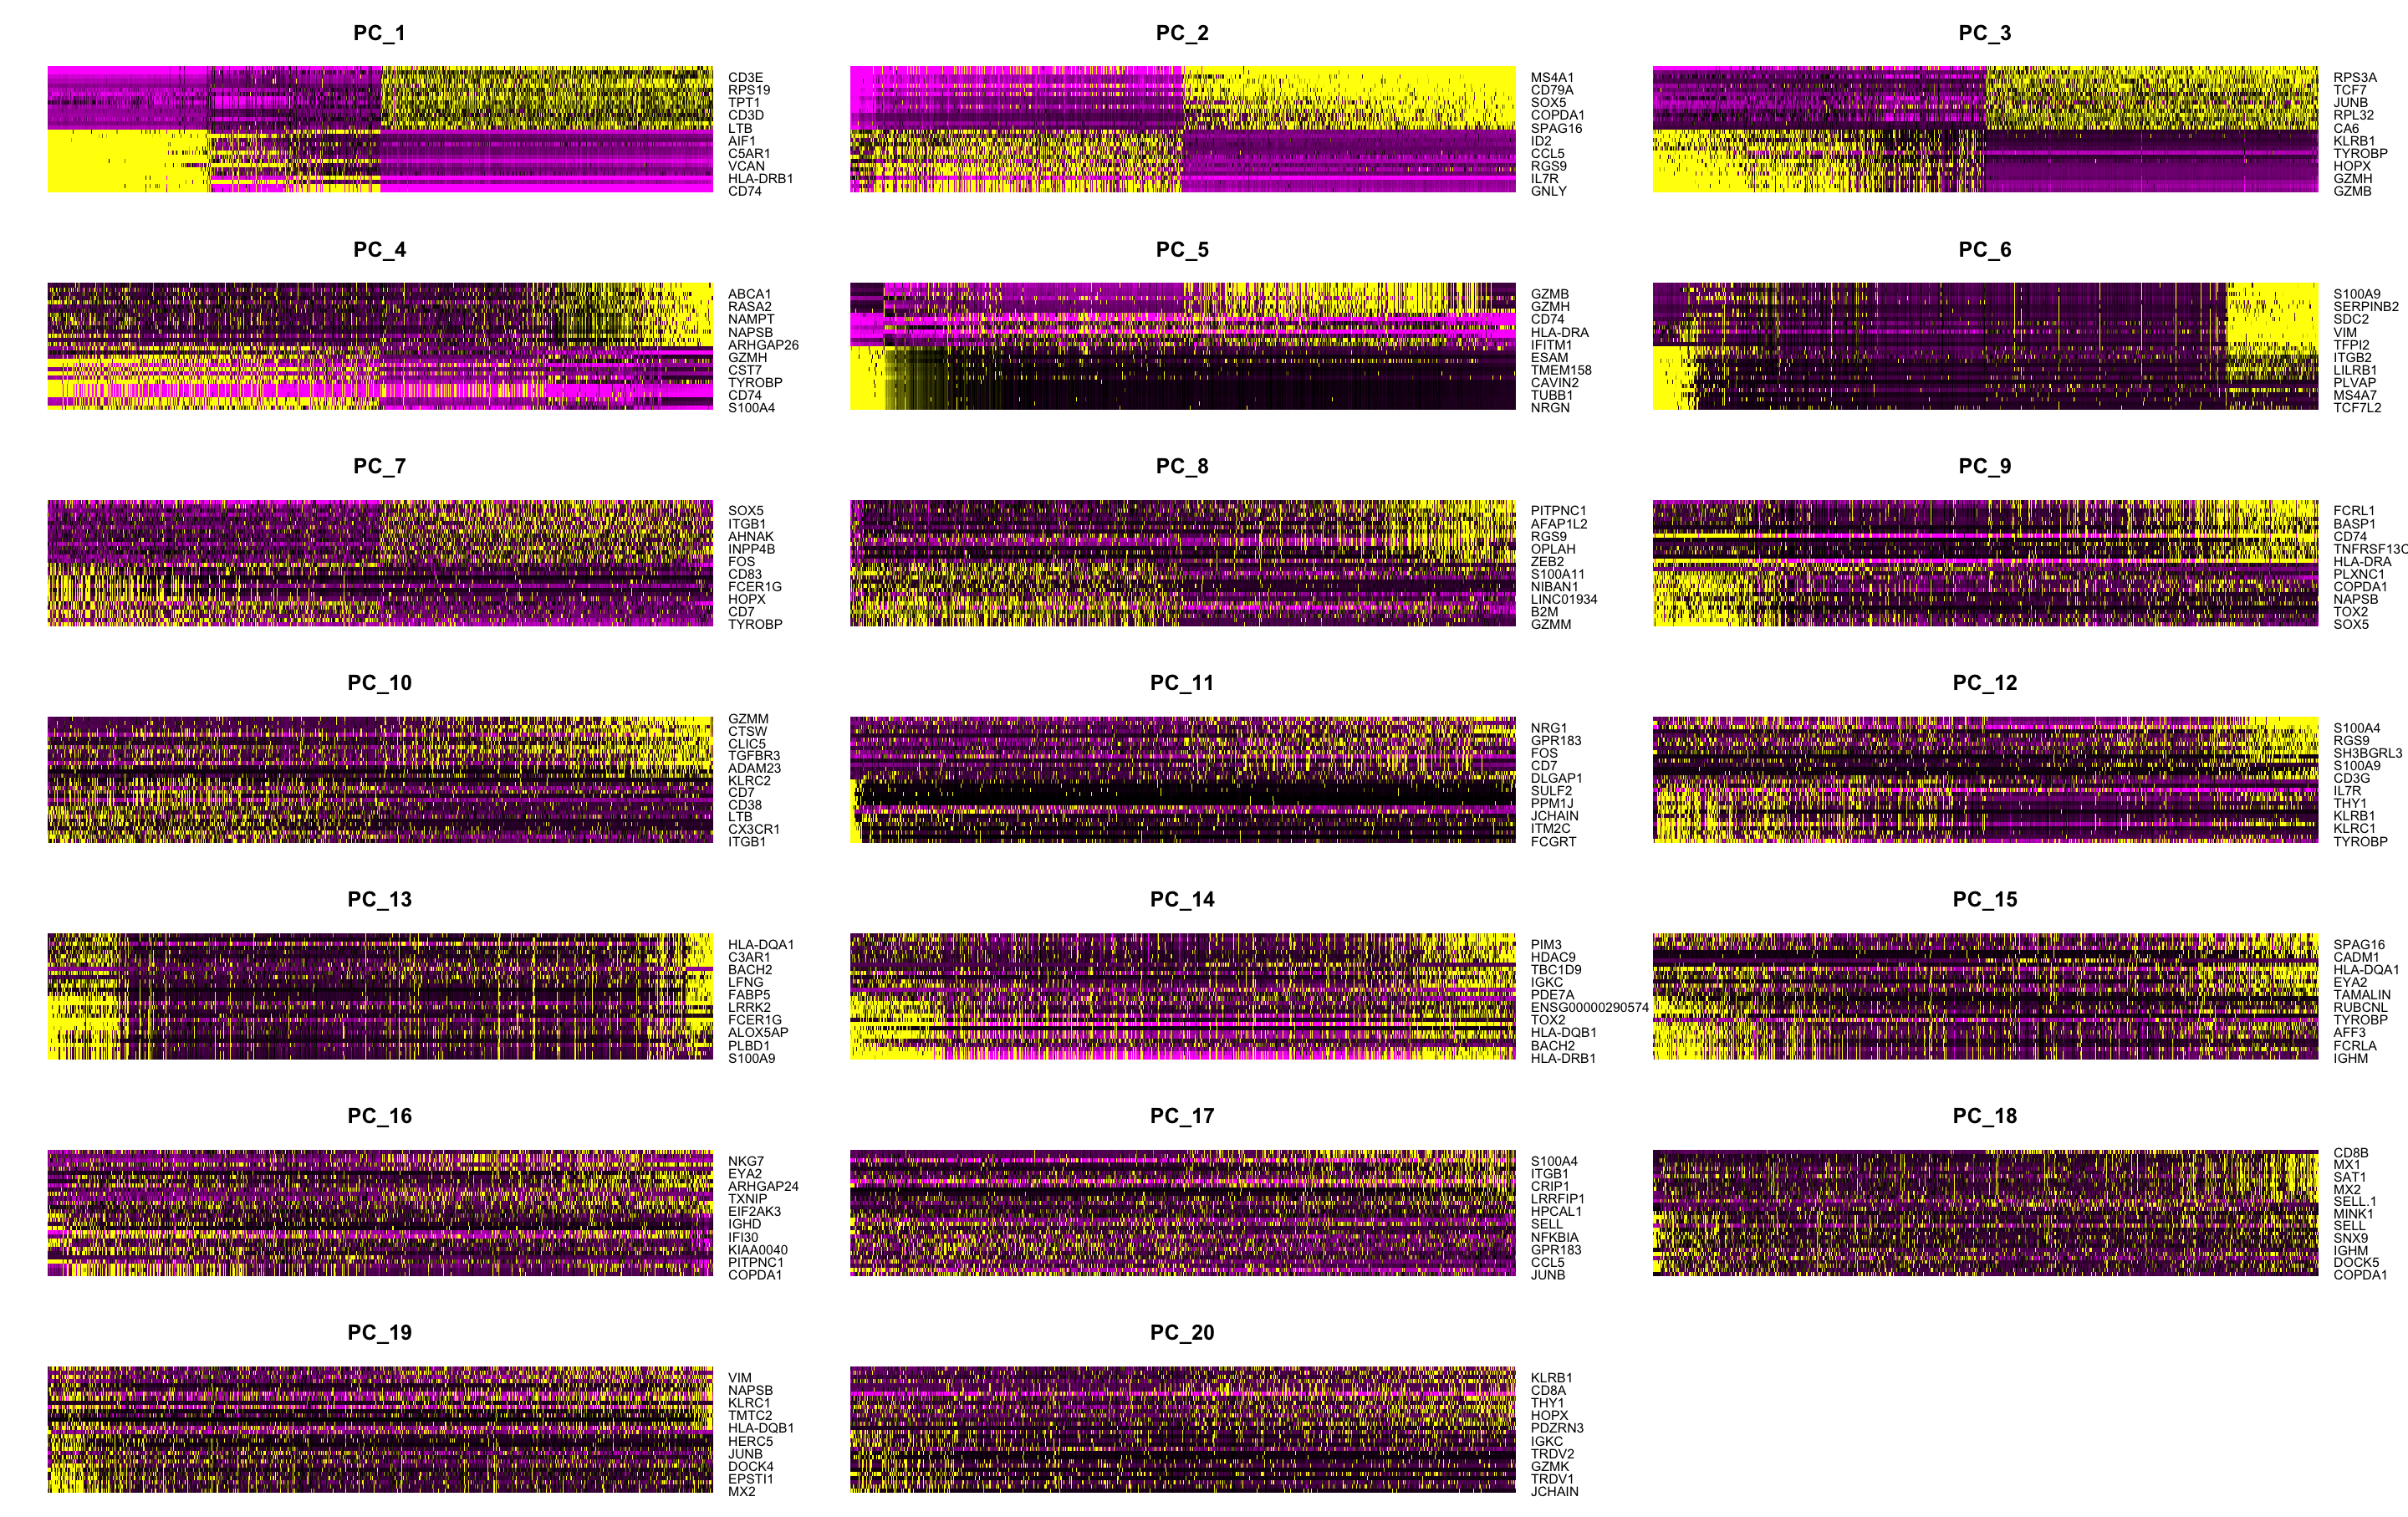 PC_1
CD3E
RPS19
TPT1
CD3D
LTB
AIF1
C5AR1
VCAN
HLA-DRB1
CD74
PC_2
MS4A1
CD79A
SOX5
COPDA1
SPAG16
ID2
CCL5
RGS9
IL7R
GNLY
PC_3
RPS3A
TCF7
JUNB
RPL32
CA6
KLRB1
TYROBP
HOPX
GZMH
GZMB
PC_4
ABCA1
RASA2
NAMPT
NAPSB
ARHGAP26
GZMH
CST7
TYROBP
CD74
S100A4
PC_5
GZMB
GZMH
CD74
HLA-DRA
IFITM1
ESAM
TMEM158
CAVIN2
TUBB1
NRGN
PC_6
S100A9
SERPINB2
SDC2
VIM
TFPI2
ITGB2
LILRB1
PLVAP
MS4A7
TCF7L2
PC_7
SOX5
ITGB1
AHNAK
INPP4B
FOS
CD83
FCER1G
HOPX
CD7
TYROBP
PC_8
PITPNC1
AFAP1L2
RGS9
OPLAH
ZEB2
S100A11
NIBAN1
LINC01934
B2M
GZMM
PC_9
FCRL1
BASP1
CD74
TNFRSF13C
HLA-DRA
PLXNC1
COPDA1
NAPSB
TOX2
SOX5
PC_10
GZMM
CTSW
CLIC5
TGFBR3
ADAM23
KLRC2
CD7
CD38
LTB
CX3CR1
ITGB1
PC_11
NRG1
GPR183
FOS
CD7
DLGAP1
SULF2
PPM1J
JCHAIN
ITM2C
FCGRT
PC_12
S100A4
RGS9
SH3BGRL3
S100A9
CD3G
IL7R
THY1
KLRB1
KLRC1
TYROBP
PC_13
HLA-DQA1
C3AR1
BACH2
LFNG
FABP5
LRRK2
FCER1G
ALOX5AP
PLBD1
S100A9
PC_14
PIM3
HDAC9
TBC1D9
IGKC
PDE7A
ENSG00000290574
TOX2
HLA-DQB1
BACH2
HLA-DRB1
PC_15
SPAG16
CADM1
HLA-DQA1
EYA2
TAMALIN
RUBCNL
TYROBP
AFF3
FCRLA
IGHM
PC_16
NKG7
EYA2
ARHGAP24
TXNIP
EIF2AK3
IGHD
IFI30
KIAA0040
PITPNC1
COPDA1
PC_17
S100A4
ITGB1
CRIP1
LRRFIP1
HPCAL1
SELL
NFKBIA
GPR183
CCL5
JUNB
PC_18
CD8B
MX1
SAT1
MX2
SELL.1
MINK1
SELL
SNX9
IGHM
DOCK5
COPDA1
PC_19
VIM
NAPSB
KLRC1
TMTC2
HLA-DQB1
HERC5
JUNB
DOCK4
EPSTI1
MX2
PC_20
KLRB1
CD8A
THY1
HOPX
PDZRN3
IGKC
TRDV2
GZMK
TRDV1
JCHAIN